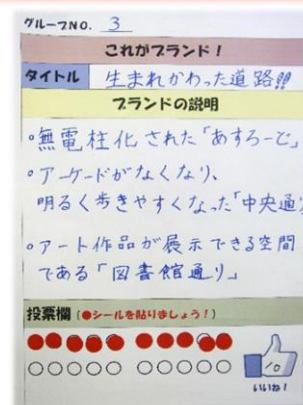 グループNO. 3
これがブランド！
タイトル 生まれかわった道路!!
ブランドの説明
◦無電柱化された「あすろーど」
◦アーケードがなくなり、
明るく歩きやすくなった「中央通
◦アート作品が展示できる空間
である「図書館通り」
投票欄（●シールを貼りましょう！）
いいね！